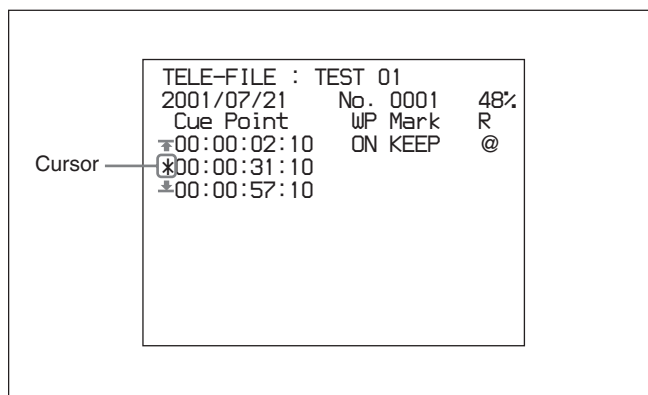 TELE-FILE : TEST 01
2001/07/21 No. 0001 48%
Cue Point WP Mark R
00:00:02:10 ON KEEP @
Cursor *00:00:31:10
00:00:57:10